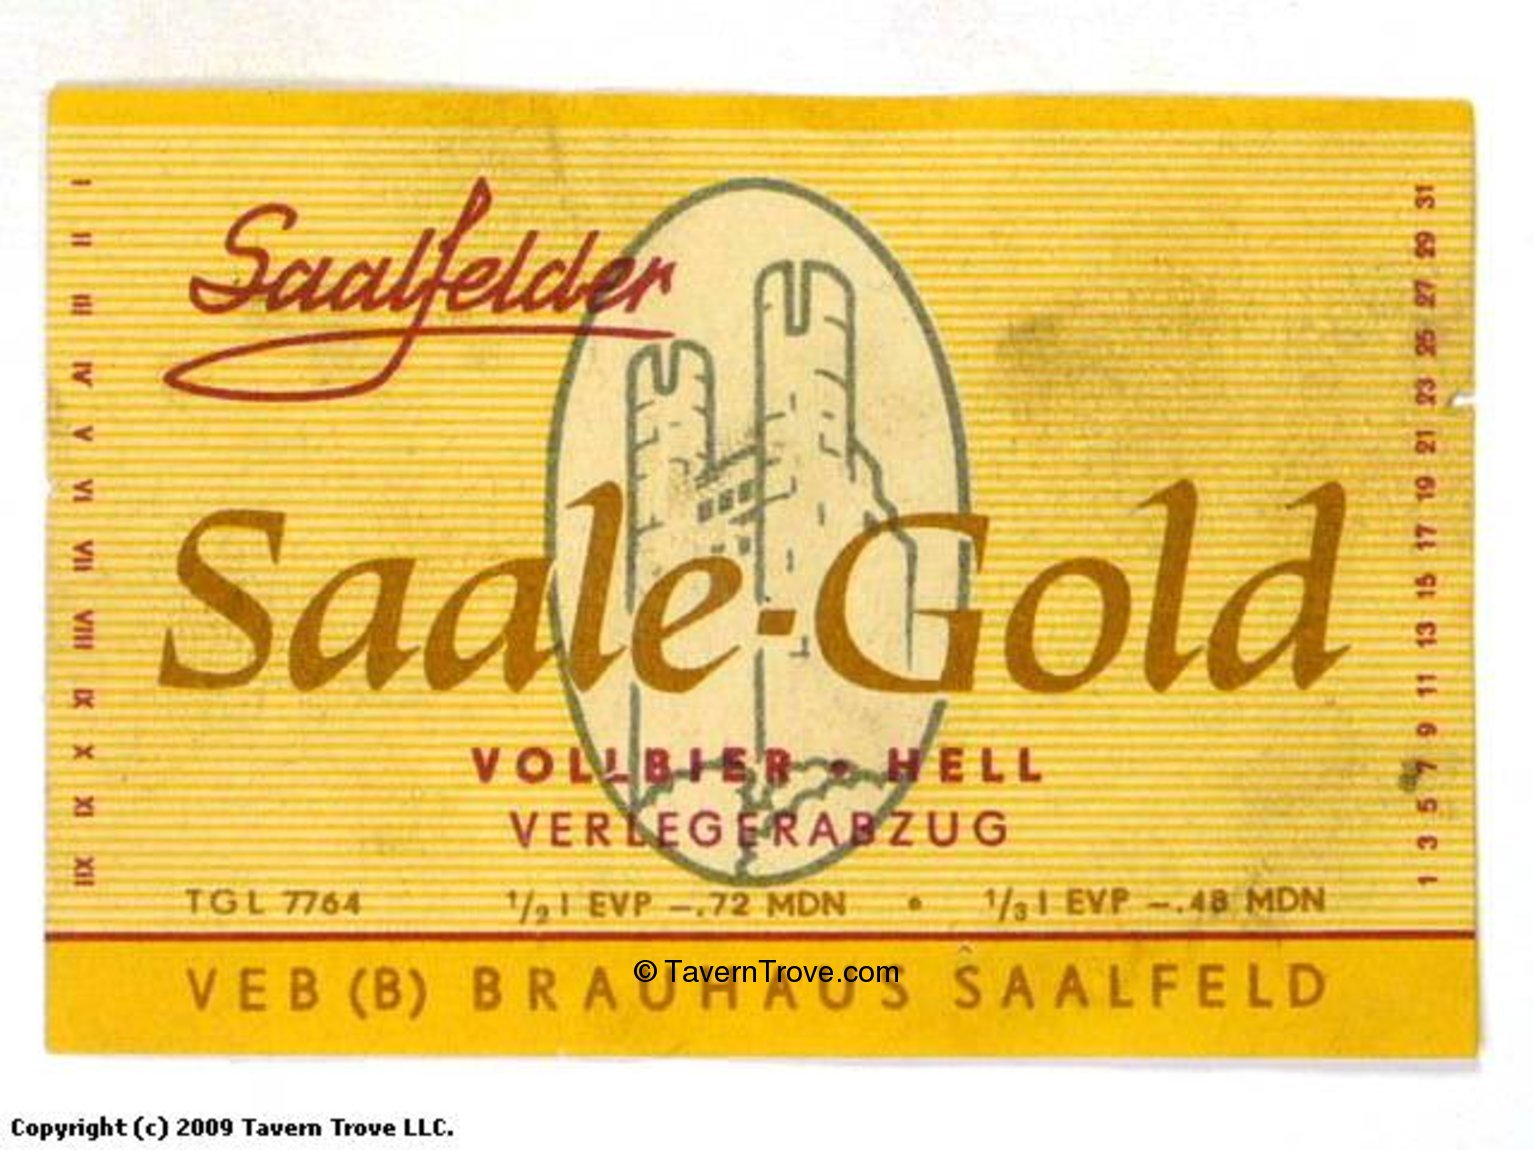 Saalfelder
Saale-Gold
VOLLBIER • HELL
VERLEGERABZUG
TGL 7764 1/2 l EVP –.72 MDN • 1/3 l EVP –.48 MDN
VEB (B) BRAUHAUS SAALFELD
I
II
III
IV
V
VI
VII
VIII
XI
X
IX
XII
31
29
27
25
23
21
19
17
15
13
11
9
7
5
3
1
© TavernTrove.com
Copyright (c) 2009 Tavern Trove LLC.